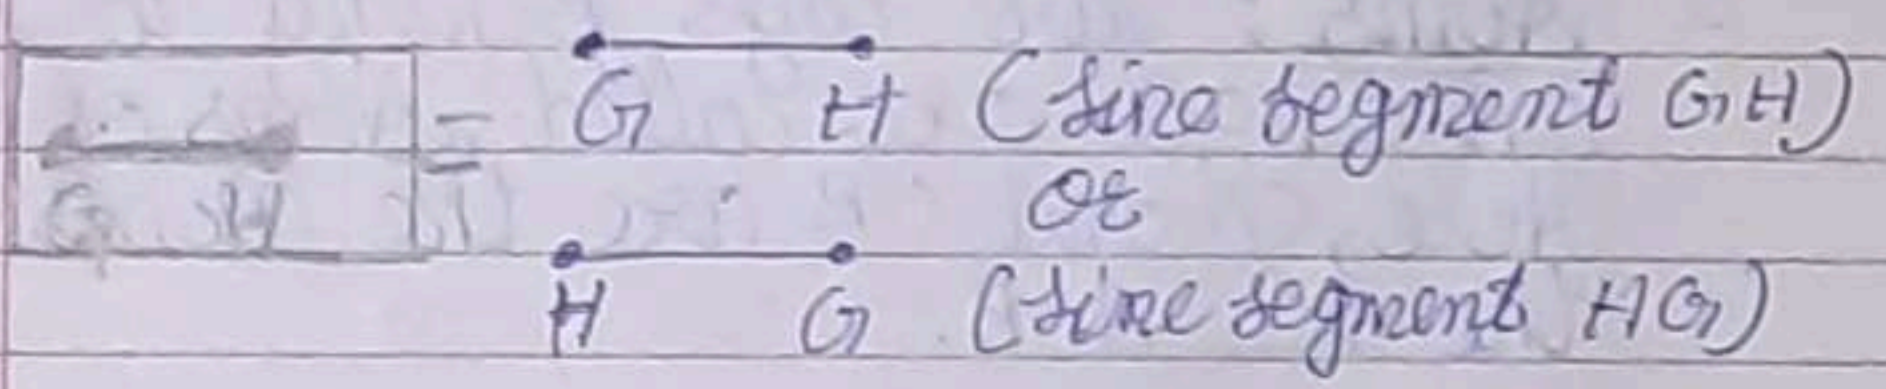 G H = G H (Line segment GH)
or
H G (Line segment HG)